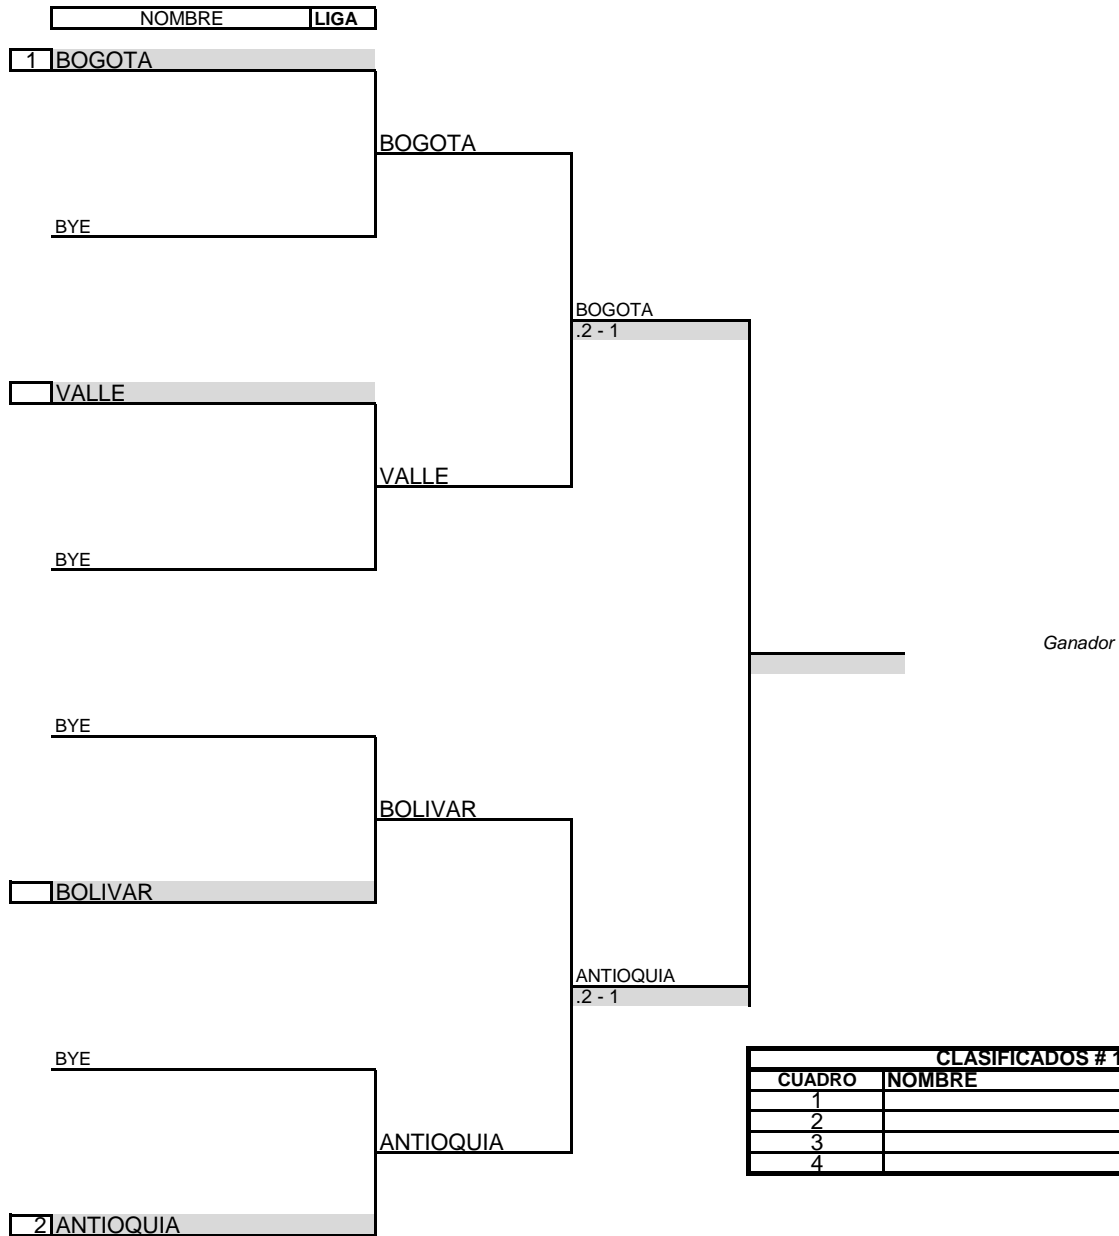 NOMBRE LIGA
1 BOGOTA
BOGOTA
BYE
BOGOTA
.2 - 1
VALLE
VALLE
BYE
Ganador
BYE
BOLIVAR
BOLIVAR
ANTIOQUIA
.2 - 1
BYE
CLASIFICADOS # 1
CUADRO NOMBRE
1
2
3
4
ANTIOQUIA
2 ANTIOQUIA